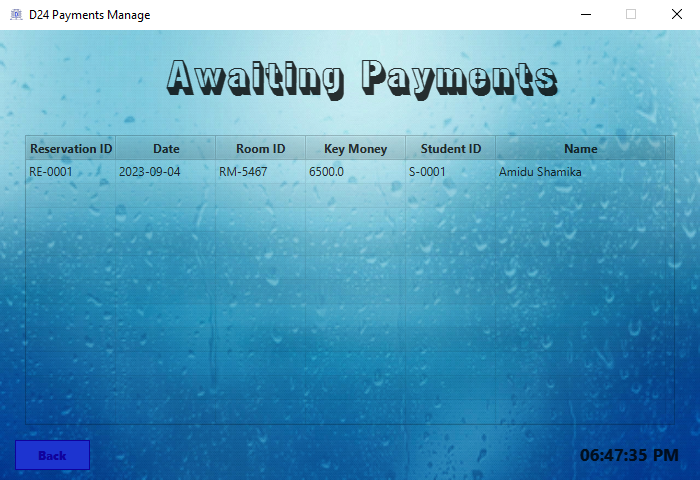 D24 Payments Manage
Awaiting Payments
Reservation ID Date Room ID Key Money Student ID Name
RE-0001 2023-09-04 RM-5467 6500.0 S-0001 Amidu Shamika
Back 06:47:35 PM